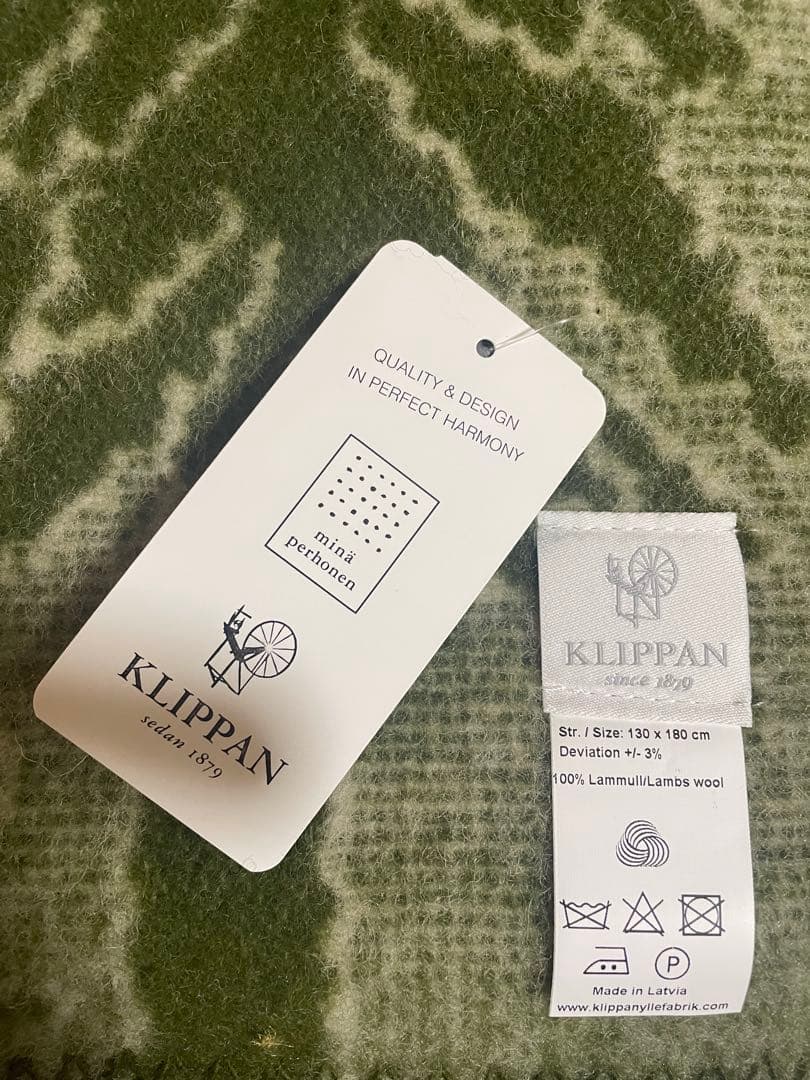 QUALITY & DESIGN
IN PERFECT HARMONY
minä
perhonen
KLIPPAN
sedan 1879
KLIPPAN
since 1879
Str. / Size: 130 x 180 cm
Deviation +/- 3%
100% Lammull/Lambs wool
P
Made in Latvia
www.klippanyllefabrik.com